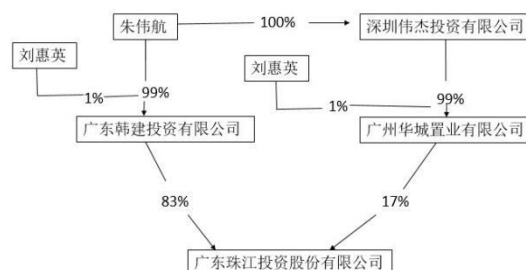 朱伟航
100%
深圳伟杰投资有限公司
刘惠英
刘惠英
1%
99%
1%
99%
广东韩建投资有限公司
广州华城置业有限公司
83%
17%
广东珠江投资股份有限公司